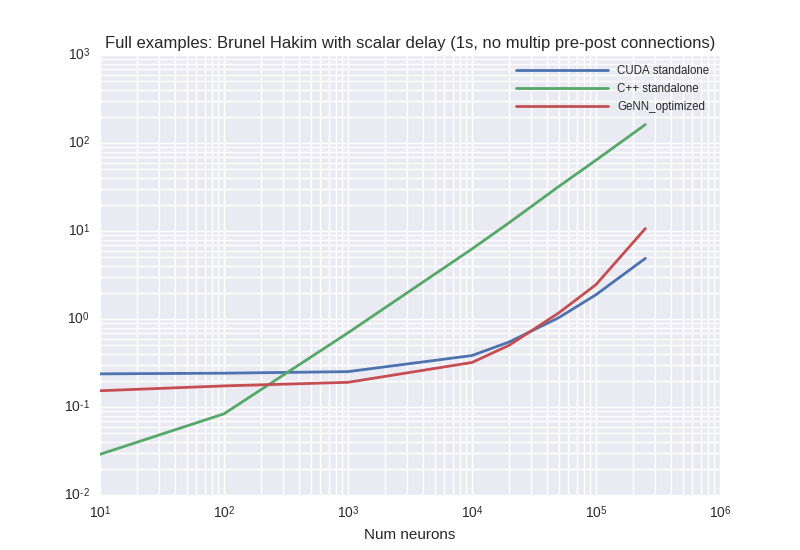 Full examples: Brunel Hakim with scalar delay (1s, no multip pre-post connections)
CUDA standalone
C++ standalone
GeNN_optimized
10³
10²
10¹
10⁰
10⁻¹
10⁻²
10¹ 10² 10³ 10⁴ 10⁵ 10⁶
Num neurons